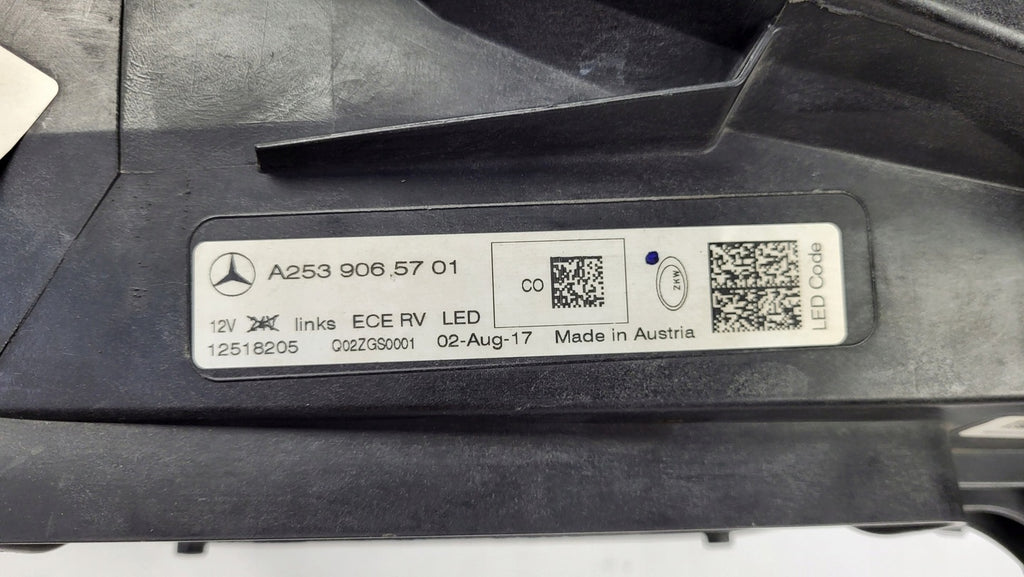 A253 906 57 01
12V 24V links ECE RV LED
12518205 Q02ZGS0001 02-Aug-17 Made in Austria
CO
ZKW
LED Code